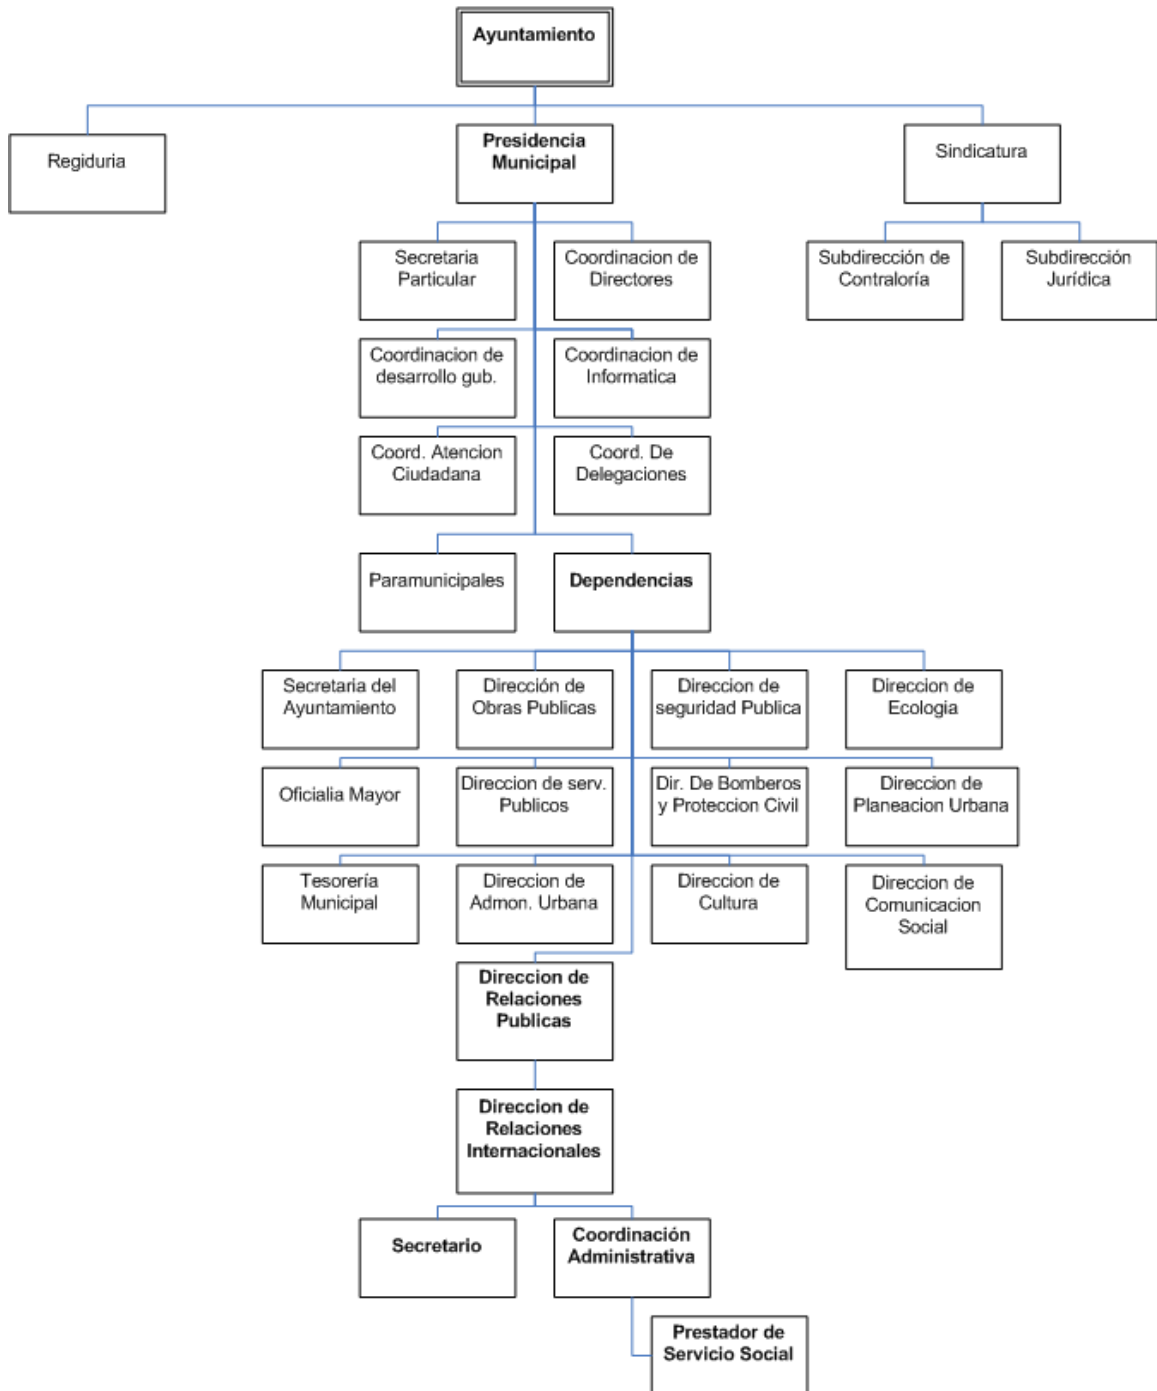 Ayuntamiento
Regiduria
Presidencia
Municipal
Sindicatura
Secretaria
Particular
Coordinacion de
Directores
Subdirección de
Contraloría
Subdirección
Jurídica
Coordinacion de
desarrollo gub.
Coordinacion de
Informatica
Coord. Atencion
Ciudadana
Coord. De
Delegaciones
Paramunicipales
Dependencias
Secretaria del
Ayuntamiento
Dirección de
Obras Publicas
Direccion de
seguridad Publica
Direccion de
Ecologia
Oficialia Mayor
Direccion de serv.
Publicos
Dir. De Bomberos
y Proteccion Civil
Direccion de
Planeacion Urbana
Tesorería
Municipal
Direccion de
Admon. Urbana
Direccion de
Cultura
Direccion de
Comunicacion
Social
Direccion de
Relaciones
Publicas
Direccion de
Relaciones
Internacionales
Secretario
Coordinación
Administrativa
Prestador de
Servicio Social